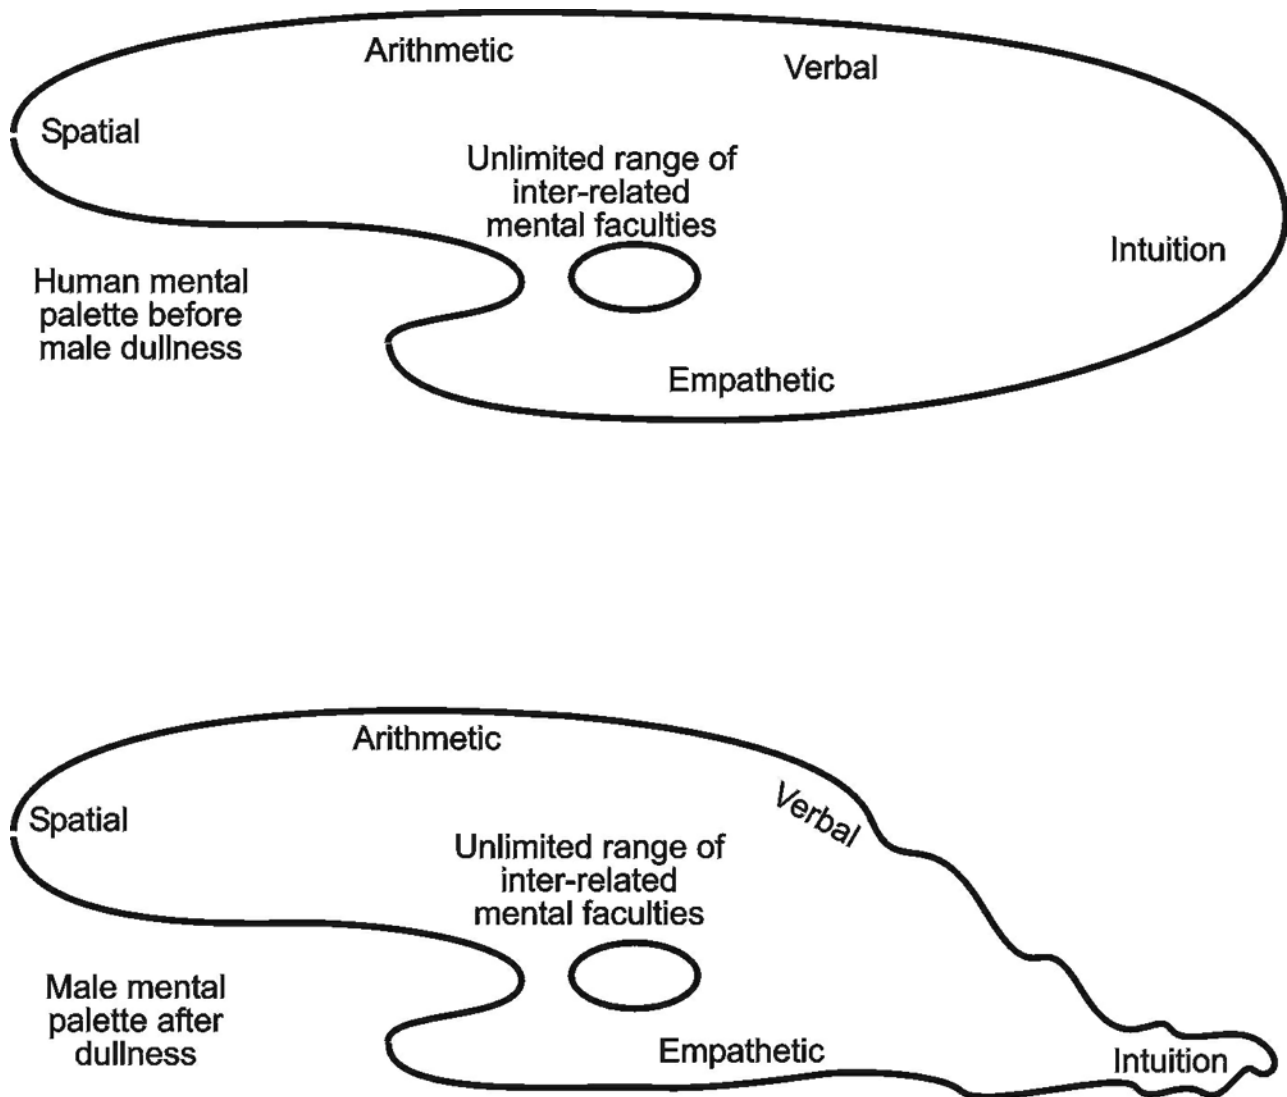 Arithmetic
Verbal
Spatial
Unlimited range of
inter-related
mental faculties
Intuition
Human mental
palette before
male dullness
Empathetic
Arithmetic
Verbal
Spatial
Unlimited range of
inter-related
mental faculties
Male mental
palette after
dullness
Empathetic
Intuition